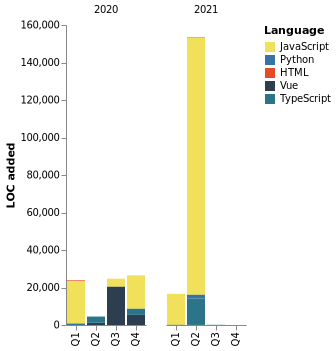 2020 2021
Language
JavaScript
Python
HTML
Vue
TypeScript
LOC added
160,000
140,000
120,000
100,000
80,000
60,000
40,000
20,000
0
Q1 Q2 Q3 Q4 Q1 Q2 Q3 Q4